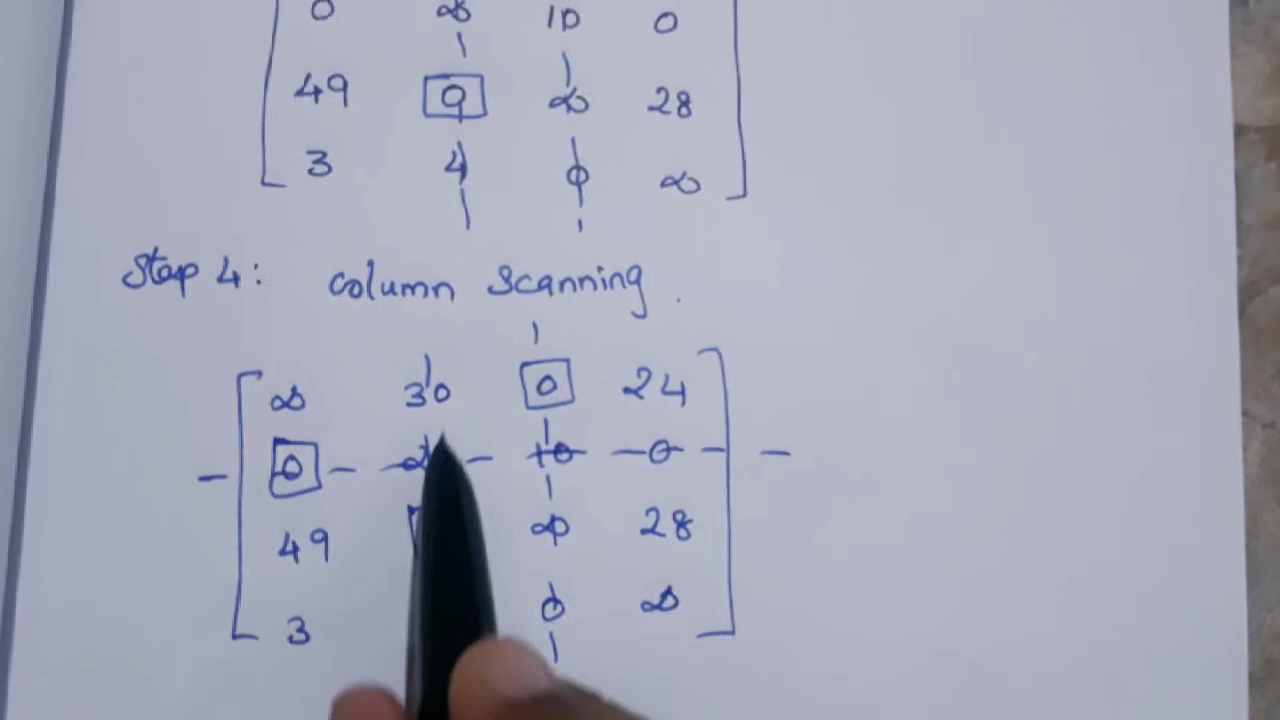 0 ∞ 10 0
49 0 ∞ 28
3 4 0 ∞
Step 4: column scanning.
∞ 30 0 24
0 ∞ 10 0
49 ∞ 28
3 0 ∞